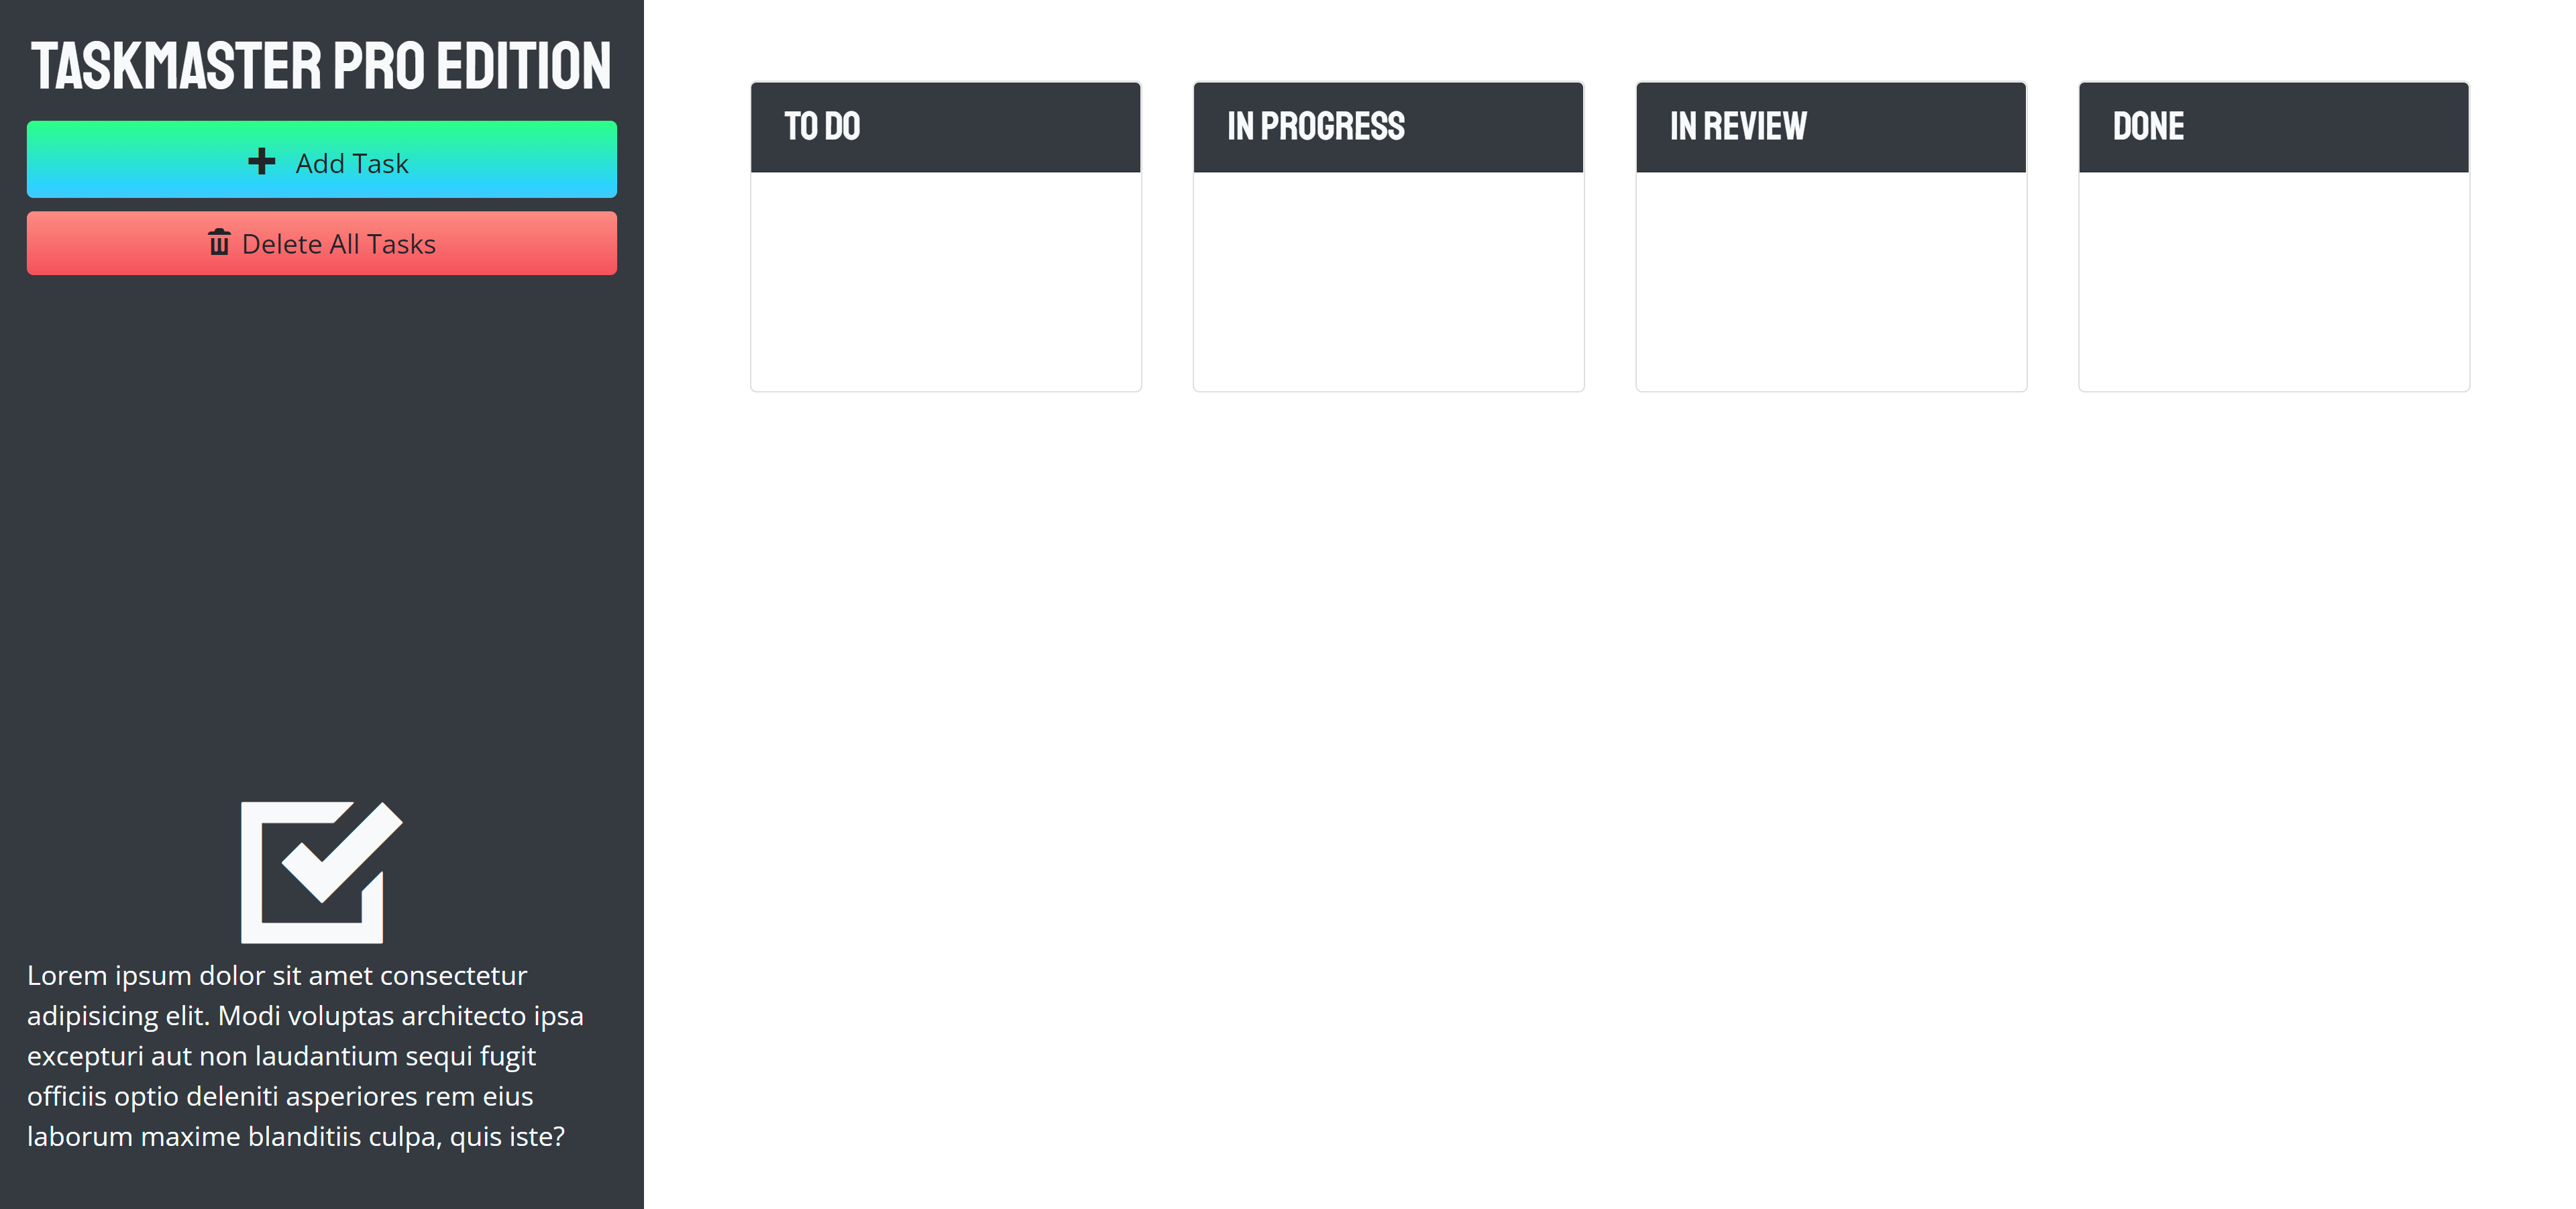 TASKMASTER PRO EDITION
Add Task
Delete All Tasks
Lorem ipsum dolor sit amet consectetur
adipisicing elit. Modi voluptas architecto ipsa
excepturi aut non laudantium sequi fugit
officiis optio deleniti asperiores rem eius
laborum maxime blanditiis culpa, quis iste?
TO DO
IN PROGRESS
IN REVIEW
DONE